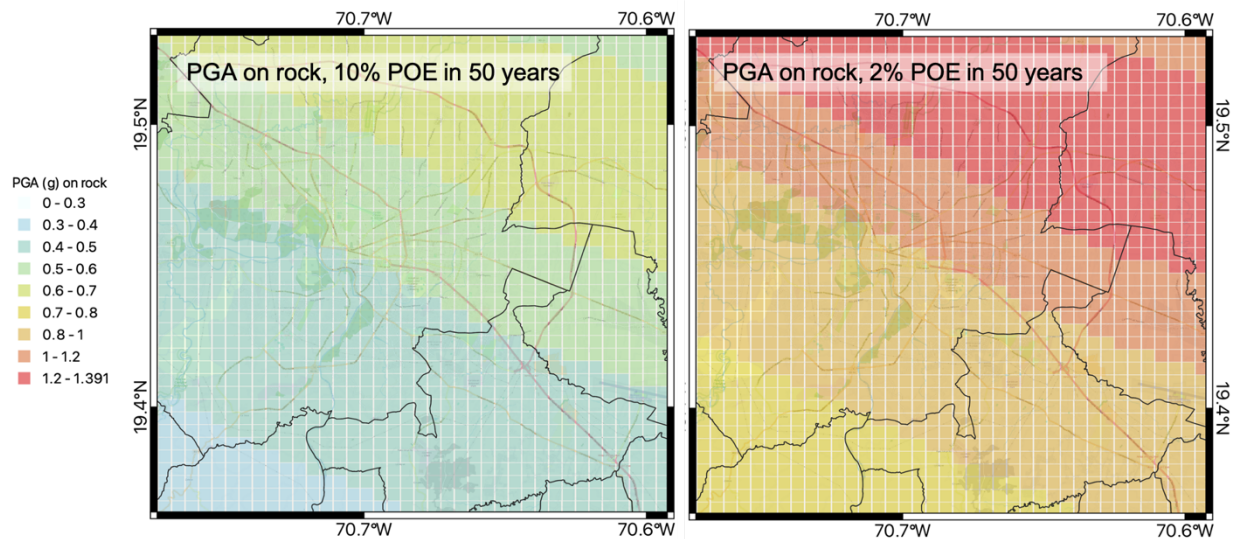 70.7°W
70.6°W
70.7°W
70.6°W
PGA on rock, 10% POE in 50 years
PGA on rock, 2% POE in 50 years
19.5°N
19.5°N
PGA (g) on rock
0 - 0.3
0.3 - 0.4
0.4 - 0.5
0.5 - 0.6
0.6 - 0.7
0.7 - 0.8
0.8 - 1
1 - 1.2
1.2 - 1.391
19.4°N
19.4°N
70.7°W
70.6°W
70.7°W
70.6°W